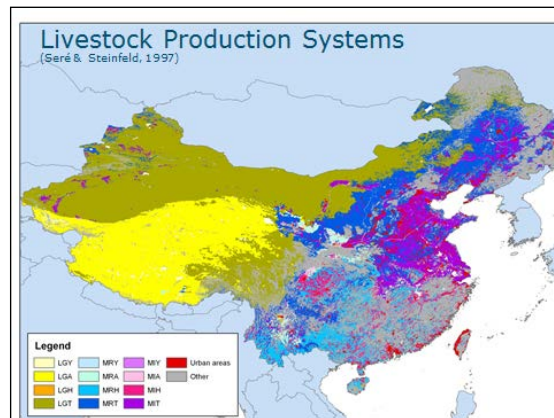 Livestock Production Systems
(Seré & Steinfeld, 1997)
Legend
LGY MRY MIY Urban areas
LGA MRA MIA Other
LGH MRH MIH
LGT MRT MIT